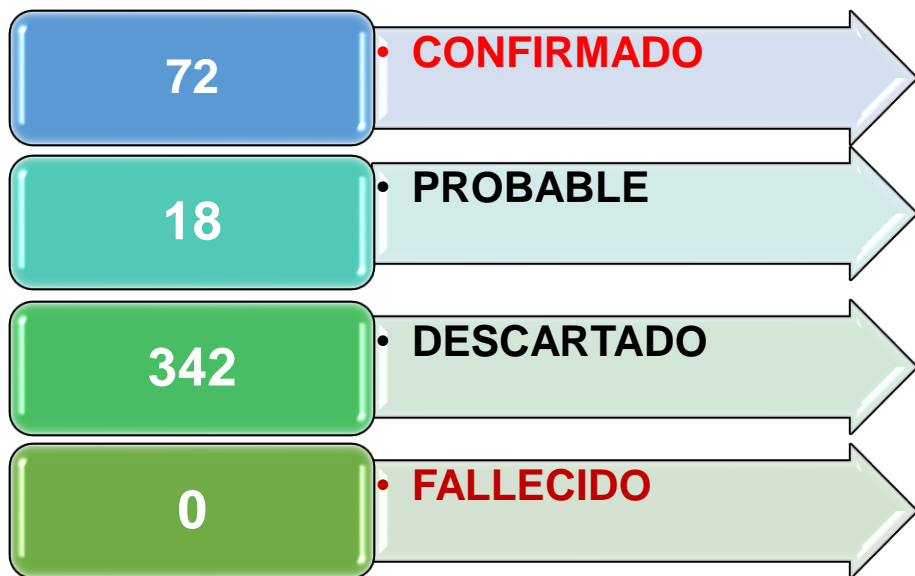 72
• CONFIRMADO
18
• PROBABLE
342
• DESCARTADO
0
• FALLECIDO